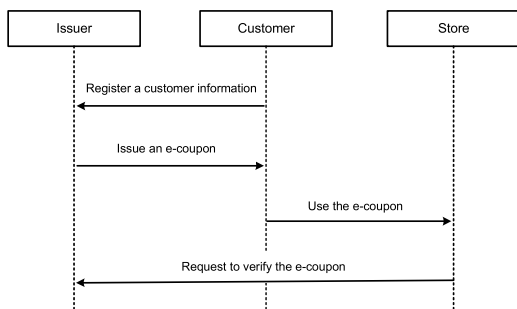 Issuer
Customer
Store
Register a customer information
Issue an e-coupon
Use the e-coupon
Request to verify the e-coupon